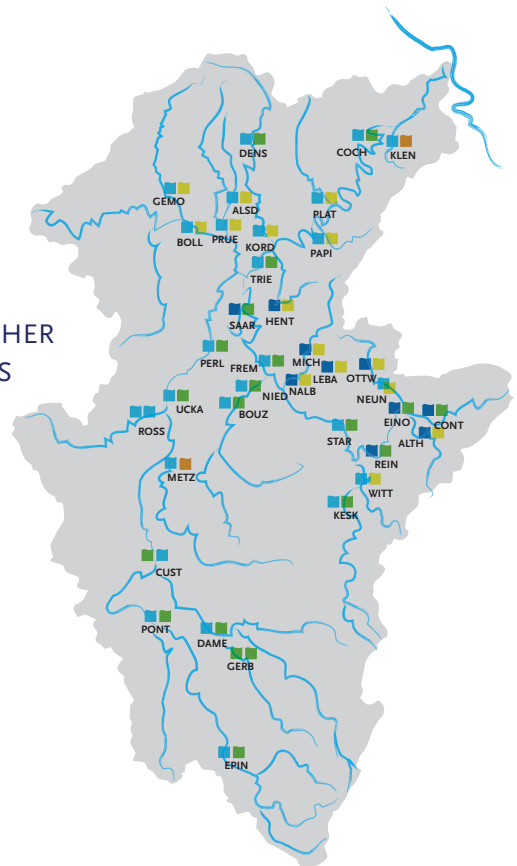 DENS
COCH
KLEN
GEMO
ALSD
PLAT
BOLL
PRUE
KORD
PAPI
TRIE
SAAR
HENT
HER
S
PERL
FREM
MICH
LEBA
OTTW
NIED
NALB
NEUN
UCKA
BOUZ
ROSS
EINO
CONT
STAR
ALTH
REIN
METZ
WITT
KESK
CUST
PONT
DAME
GERB
EPIN